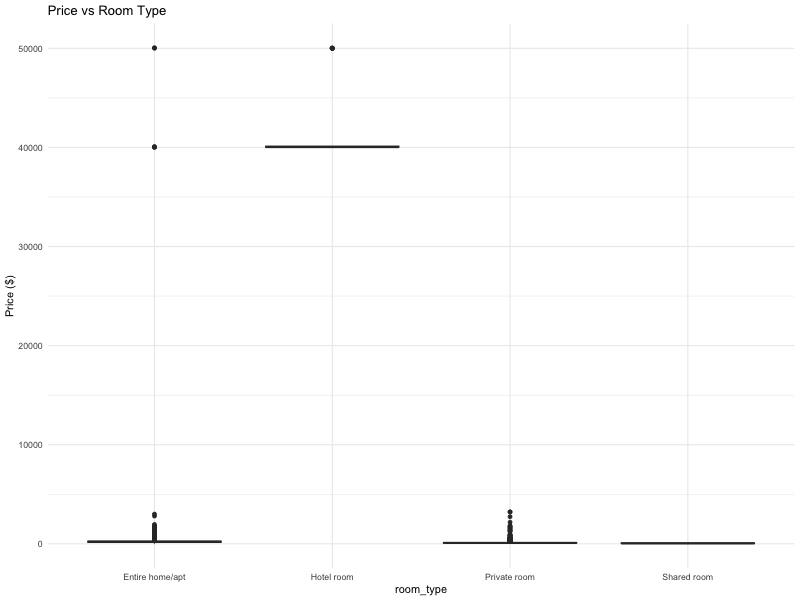 Price vs Room Type
Price ($)
50000
40000
30000
20000
10000
0
Entire home/apt
Hotel room
Private room
Shared room
room_type